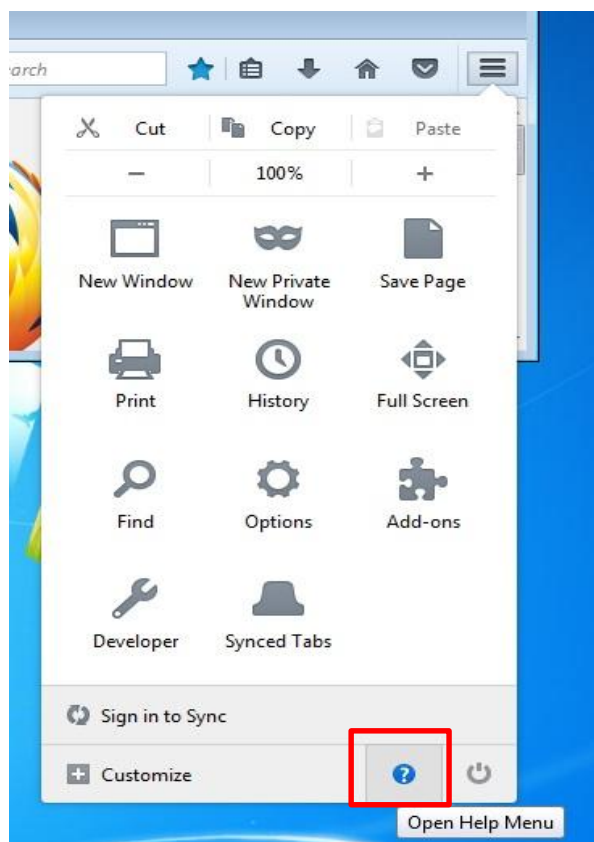 arch
Cut Copy Paste
− 100% +
New Window New Private Window Save Page
Print History Full Screen
Find Options Add-ons
Developer Synced Tabs
Sign in to Sync
Customize ?
Open Help Menu